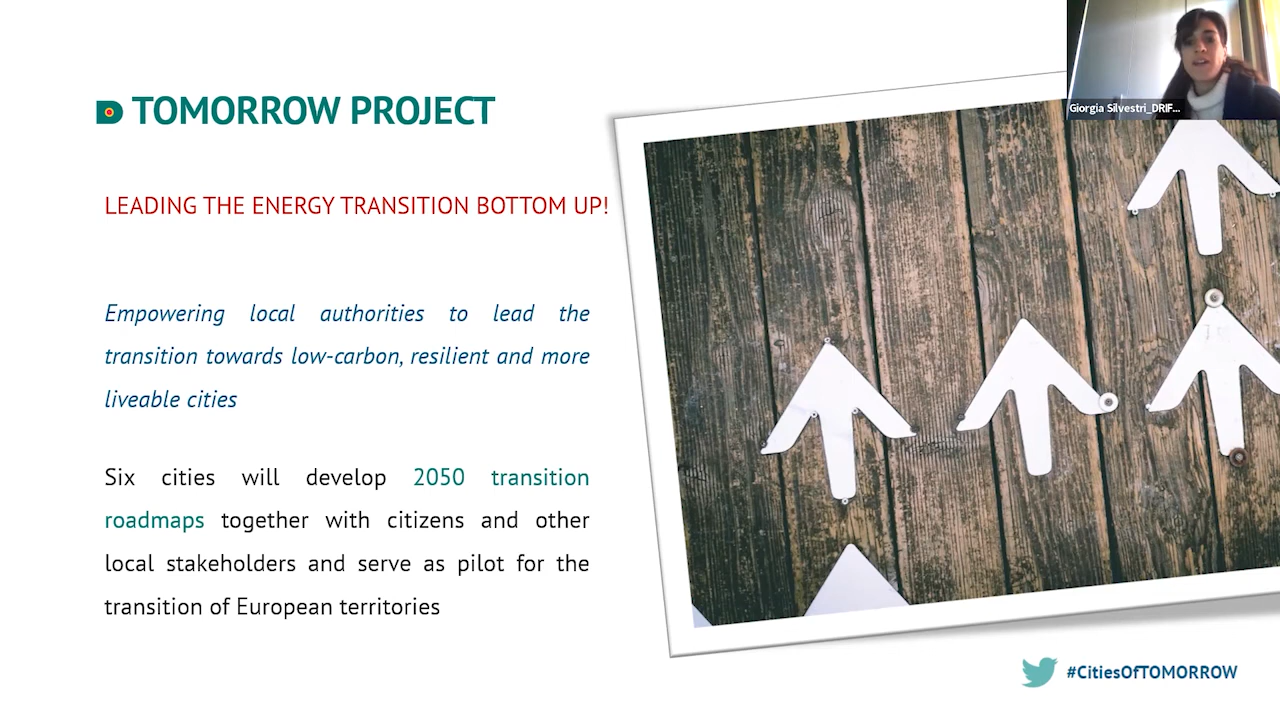 Giorgia Silvestri_DRIF...
TOMORROW PROJECT
LEADING THE ENERGY TRANSITION BOTTOM UP!
Empowering local authorities to lead the
transition towards low-carbon, resilient and more
liveable cities
Six cities will develop 2050 transition
roadmaps together with citizens and other
local stakeholders and serve as pilot for the
transition of European territories
#CitiesOfTOMORROW